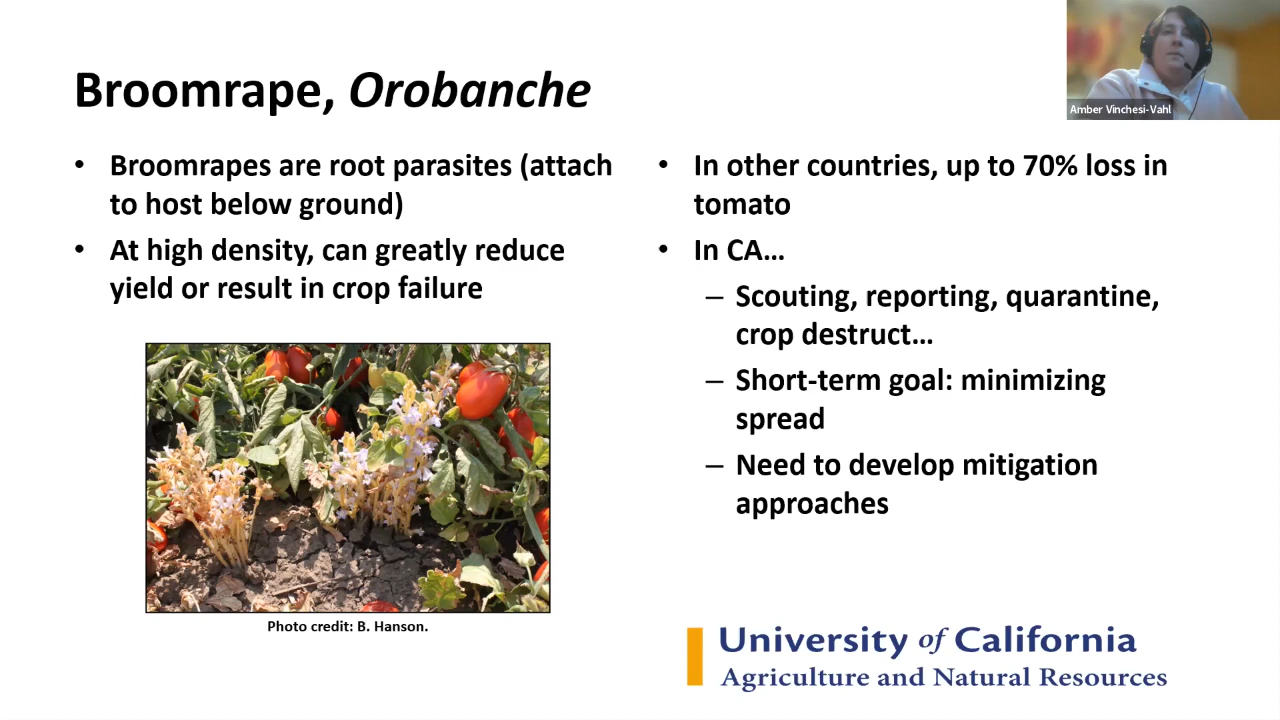 Broomrape, Orobanche
Amber Vinchesi-Vahl
• Broomrapes are root parasites (attach
to host below ground)
• At high density, can greatly reduce
yield or result in crop failure
Photo credit: B. Hanson.
• In other countries, up to 70% loss in
tomato
• In CA…
– Scouting, reporting, quarantine,
crop destruct…
– Short-term goal: minimizing
spread
– Need to develop mitigation
approaches
University of California
Agriculture and Natural Resources